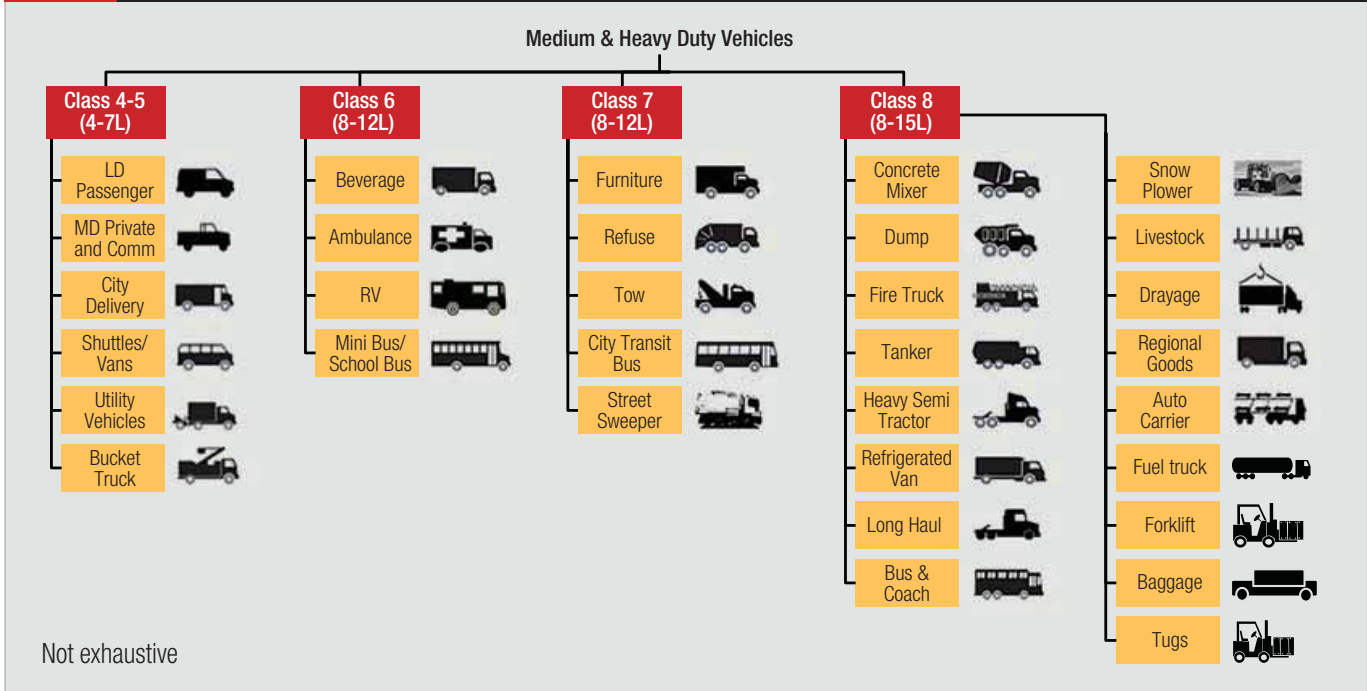 Medium & Heavy Duty Vehicles
Class 4-5
(4-7L)
LD
Passenger
MD Private
and Comm
City
Delivery
Shuttles/
Vans
Utility
Vehicles
Bucket
Truck
Class 6
(8-12L)
Beverage
Ambulance
RV
Mini Bus/
School Bus
Class 7
(8-12L)
Furniture
Refuse
Tow
City Transit
Bus
Street
Sweeper
Class 8
(8-15L)
Concrete
Mixer
Dump
Fire Truck
Tanker
Heavy Semi
Tractor
Refrigerated
Van
Long Haul
Bus &
Coach
Snow
Plower
Livestock
Drayage
Regional
Goods
Auto
Carrier
Fuel truck
Forklift
Baggage
Tugs
Not exhaustive